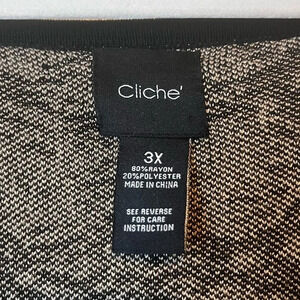 Cliche'
3X
80%RAYON
20%POLYESTER
MADE IN CHINA
SEE REVERSE
FOR CARE
INSTRUCTION